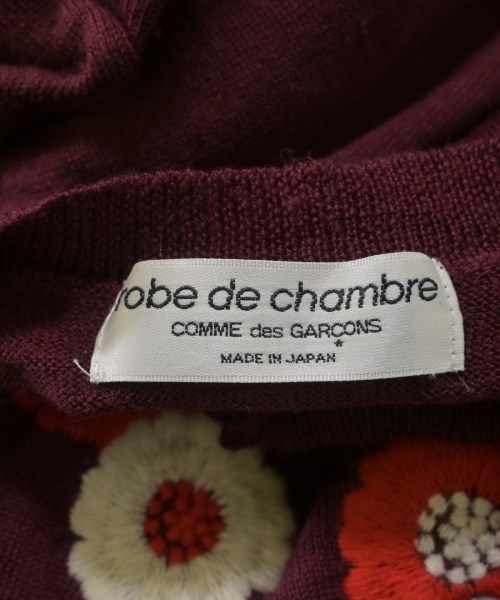 robe de chambre
COMME des GARÇONS
*
MADE IN JAPAN